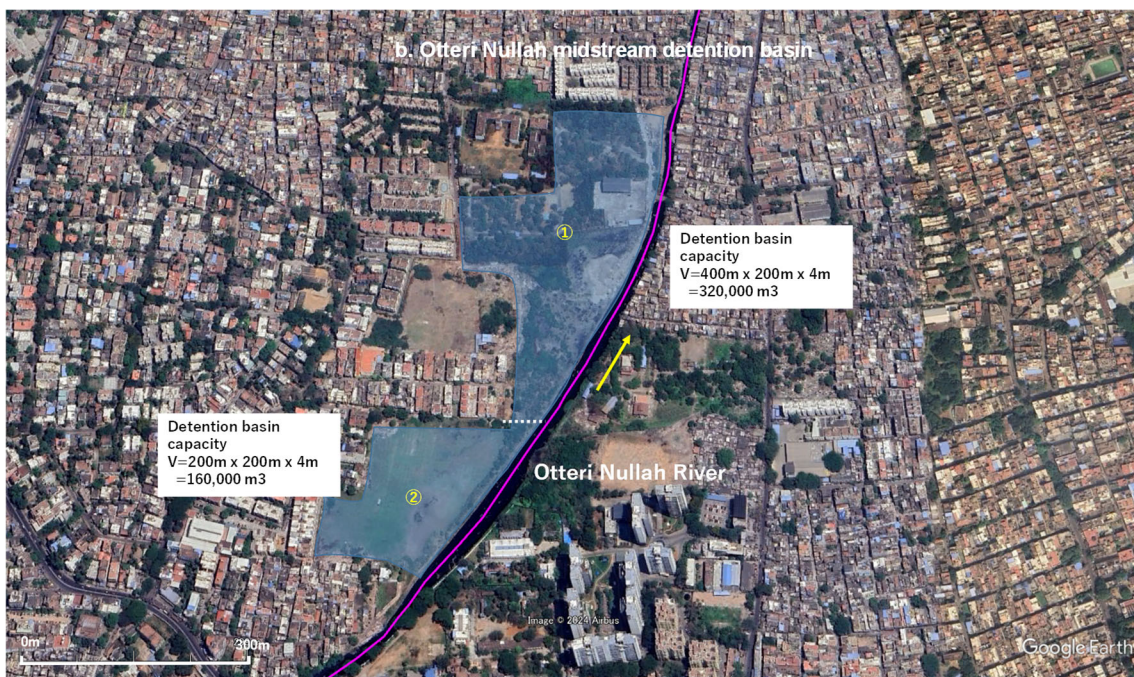 b. Otteri Nullah midstream detention basin
①
Detention basin
capacity
V=400m x 200m x 4m
=320,000 m3
Detention basin
capacity
V=200m x 200m x 4m
=160,000 m3
②
Otteri Nullah River
Image © 2024 Airbus
0m
300m
Google Earth